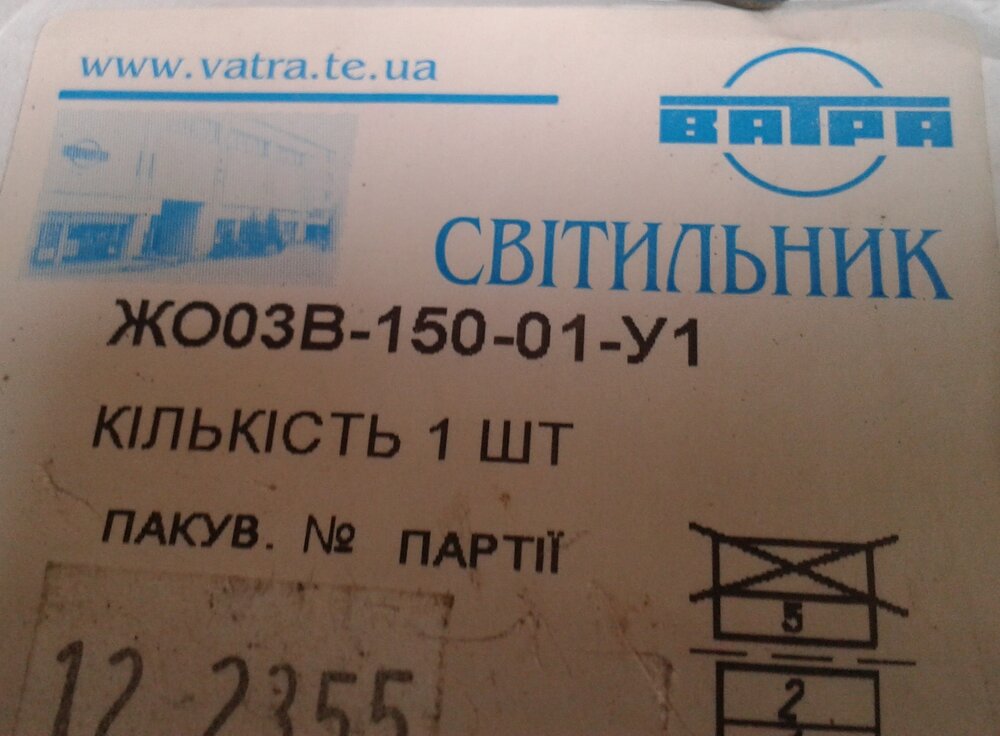 www.vatra.te.ua
ВАТРА
СВІТИЛЬНИК
ЖО03В-150-01-У1
КІЛЬКІСТЬ 1 ШТ
ПАКУВ. № ПАРТІЇ
12 2355
5
2